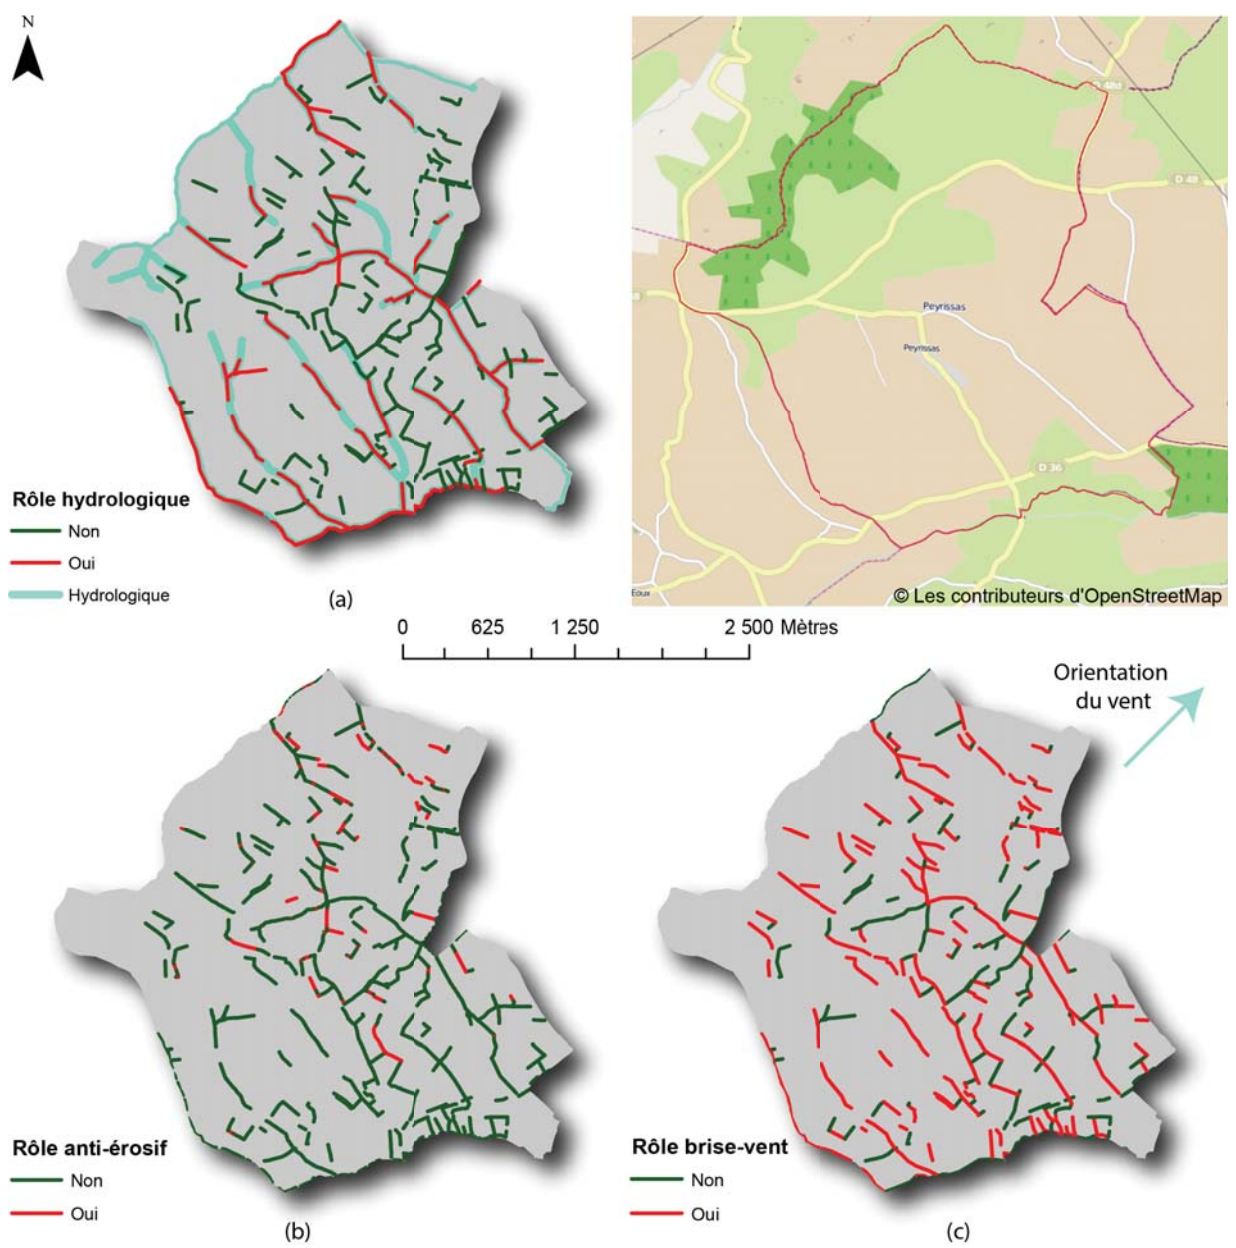 N
Rôle hydrologique
Non
Oui
Hydrologique
(a)
D 48d
D 48
Peyrissas
Peyrissas
D 36
Eoux
© Les contributeurs d'OpenStreetMap
0 625 1 250 2 500 Mètres
Orientation
du vent
Rôle anti-érosif
Non
Oui
(b)
Rôle brise-vent
Non
Oui
(c)